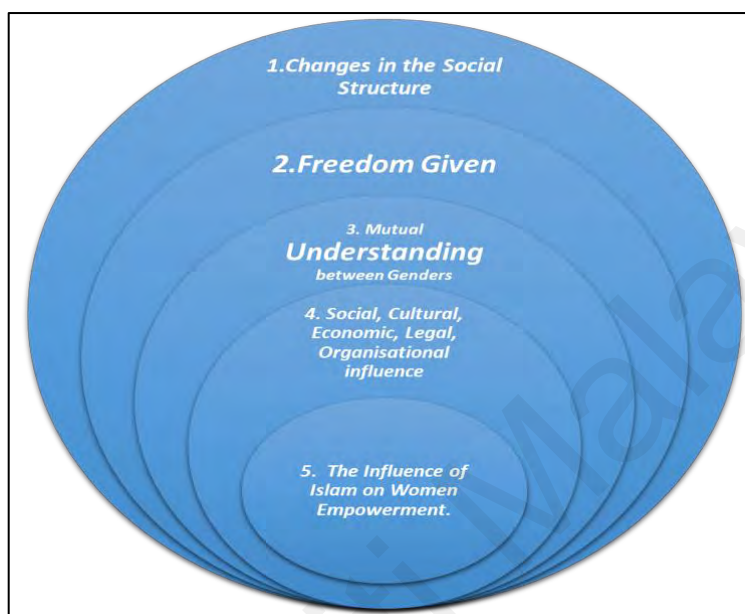 1.Changes in the Social
Structure
2.Freedom Given
3. Mutual
Understanding
between Genders
4. Social, Cultural,
Economic, Legal,
Organisational
influence
5. The Influence of
Islam on Women
Empowerment.